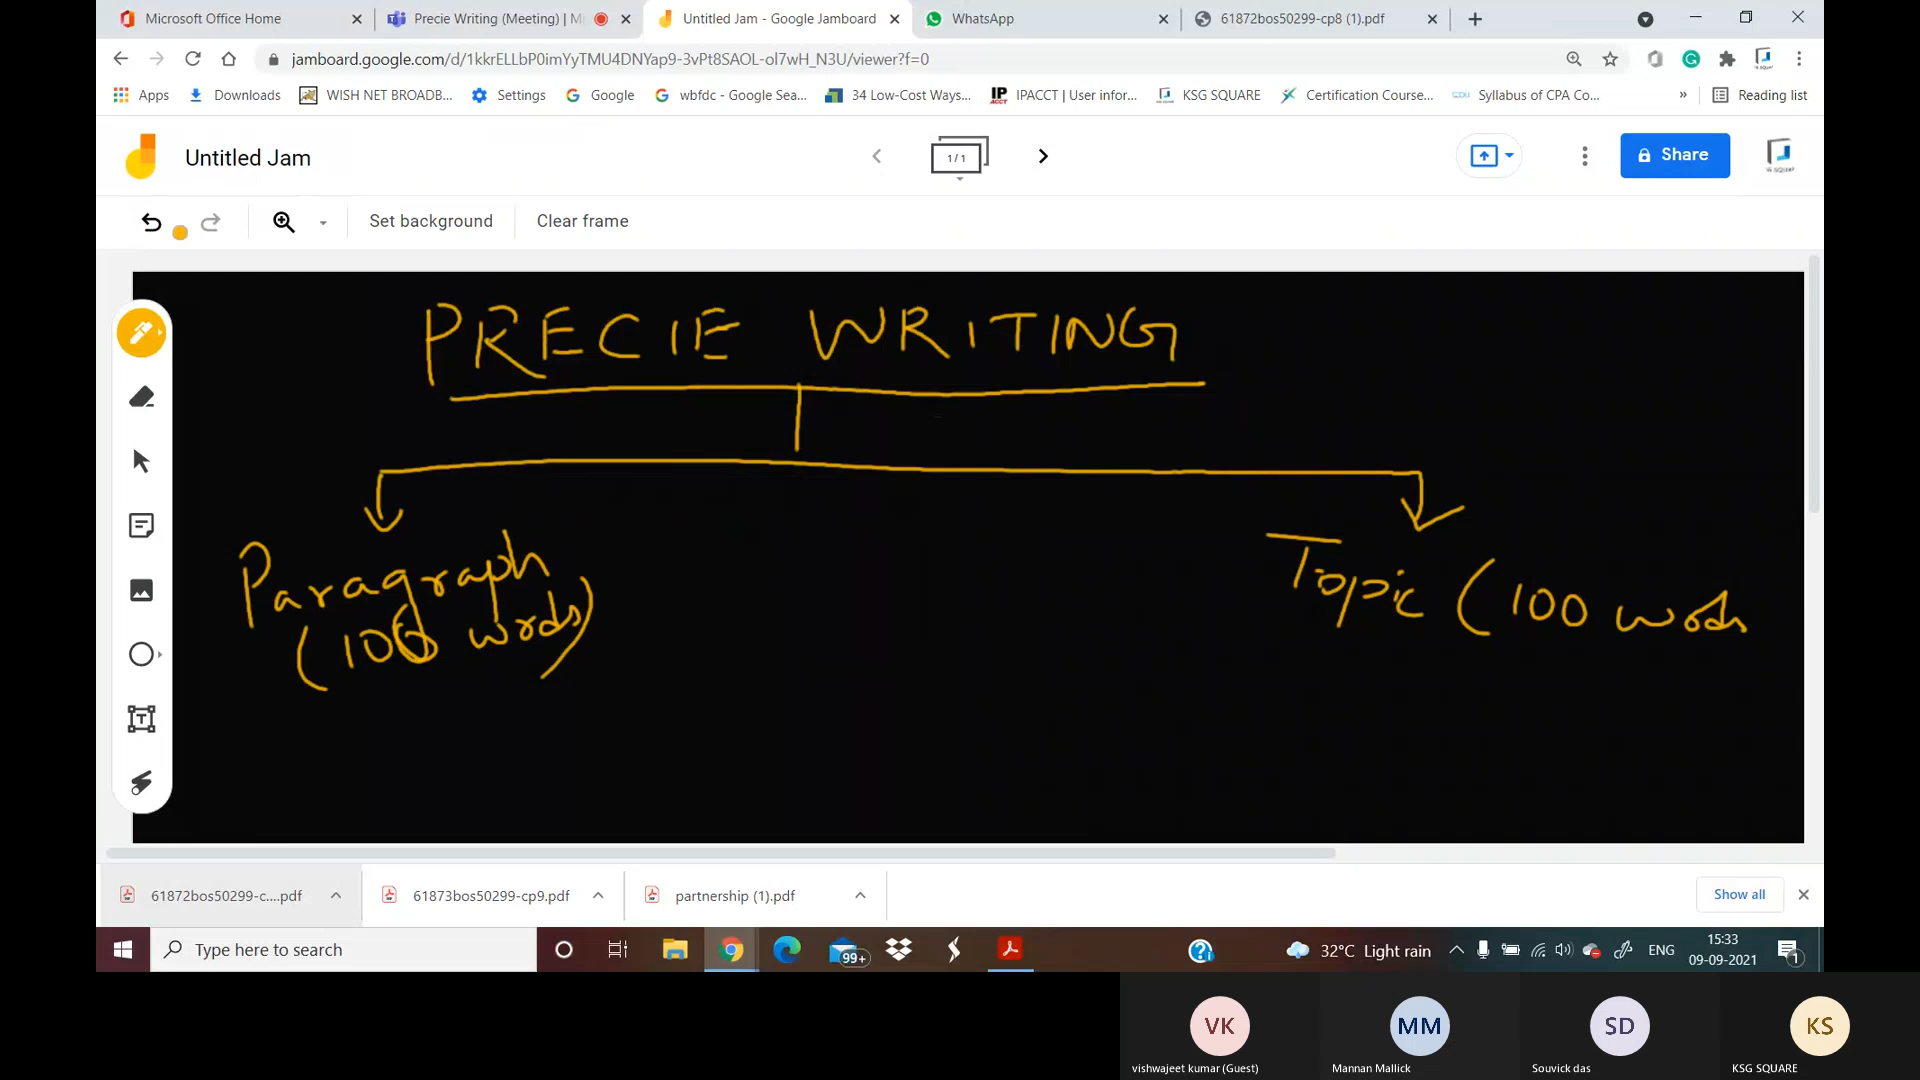 Microsoft Office Home
Precie Writing (Meeting) | Mi
Untitled Jam - Google Jamboard
WhatsApp
61872bos50299-cp8 (1).pdf
jamboard.google.com/d/1kkrELLbP0imYyTMU4DNYap9-3vPt8SAOL-ol7wH_N3U/viewer?f=0
Apps
Downloads
WISH NET BROADB...
Settings
Google
wbfdc - Google Sea...
34 Low-Cost Ways...
IPACCT | User infor...
KSG SQUARE
Certification Course...
Syllabus of CPA Co...
»
Reading list
Untitled Jam
1 / 1
Share
Set background
Clear frame
PRECIE WRITING
Paragraph
(100 wrds)
Topic (100 words
61872bos50299-c....pdf
61873bos50299-cp9.pdf
partnership (1).pdf
Show all
Type here to search
99+
32°C Light rain
ENG
15:33
09-09-2021
1
VK
MM
SD
KS
vishwajeet kumar (Guest)
Mannan Mallick
Souvick das
KSG SQUARE